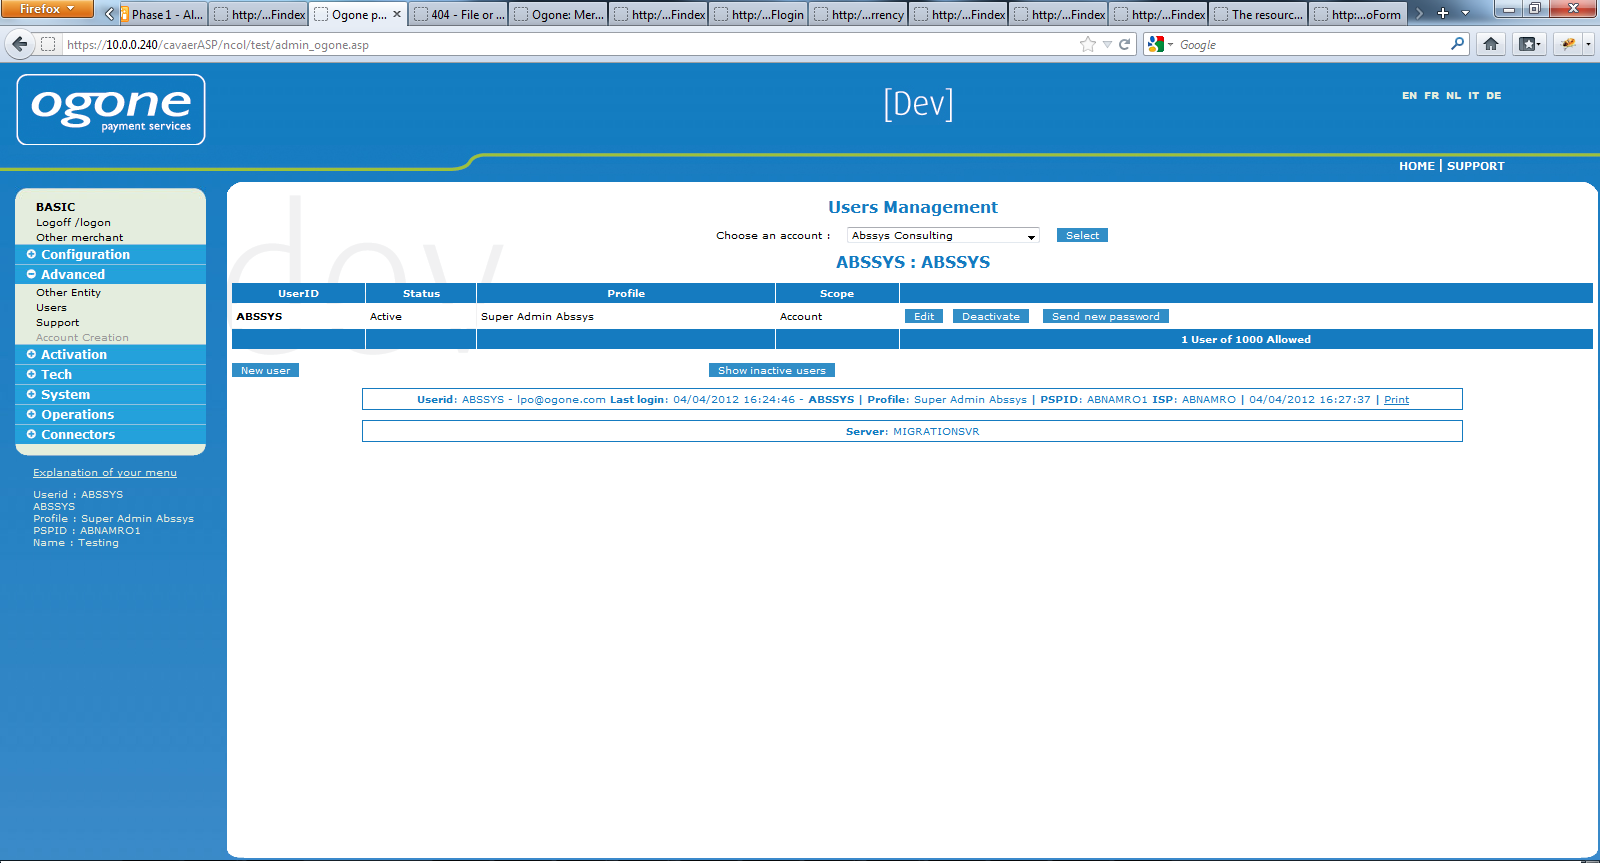 Firefox
Phase 1 - Al... http:/...Findex Ogone p... 404 - File or ... Ogone: Mer... http:/...Findex http:/...Flogin http:/...rrency http:/...Findex http:/...Findex http:/...Findex The resourc... http:...oForm
https://10.0.0.240/cavaerASP/ncol/test/admin_ogone.asp Google
ogone
payment services
[Dev]
EN FR NL IT DE
HOME | SUPPORT
BASIC
Logoff /logon
Other merchant
Configuration
Advanced
Other Entity
Users
Support
Account Creation
Activation
Tech
System
Operations
Connectors
Explanation of your menu
Userid : ABSSYS
ABSSYS
Profile : Super Admin Abssys
PSPID : ABNAMRO1
Name : Testing
dev
Users Management
Choose an account : Abssys Consulting Select
ABSSYS : ABSSYS
UserID Status Profile Scope
ABSSYS Active Super Admin Abssys Account Edit Deactivate Send new password
1 User of 1000 Allowed
New user Show inactive users
Userid: ABSSYS - lpo@ogone.com Last login: 04/04/2012 16:24:46 - ABSSYS | Profile: Super Admin Abssys | PSPID: ABNAMRO1 ISP: ABNAMRO | 04/04/2012 16:27:37 | Print
Server: MIGRATIONSVR